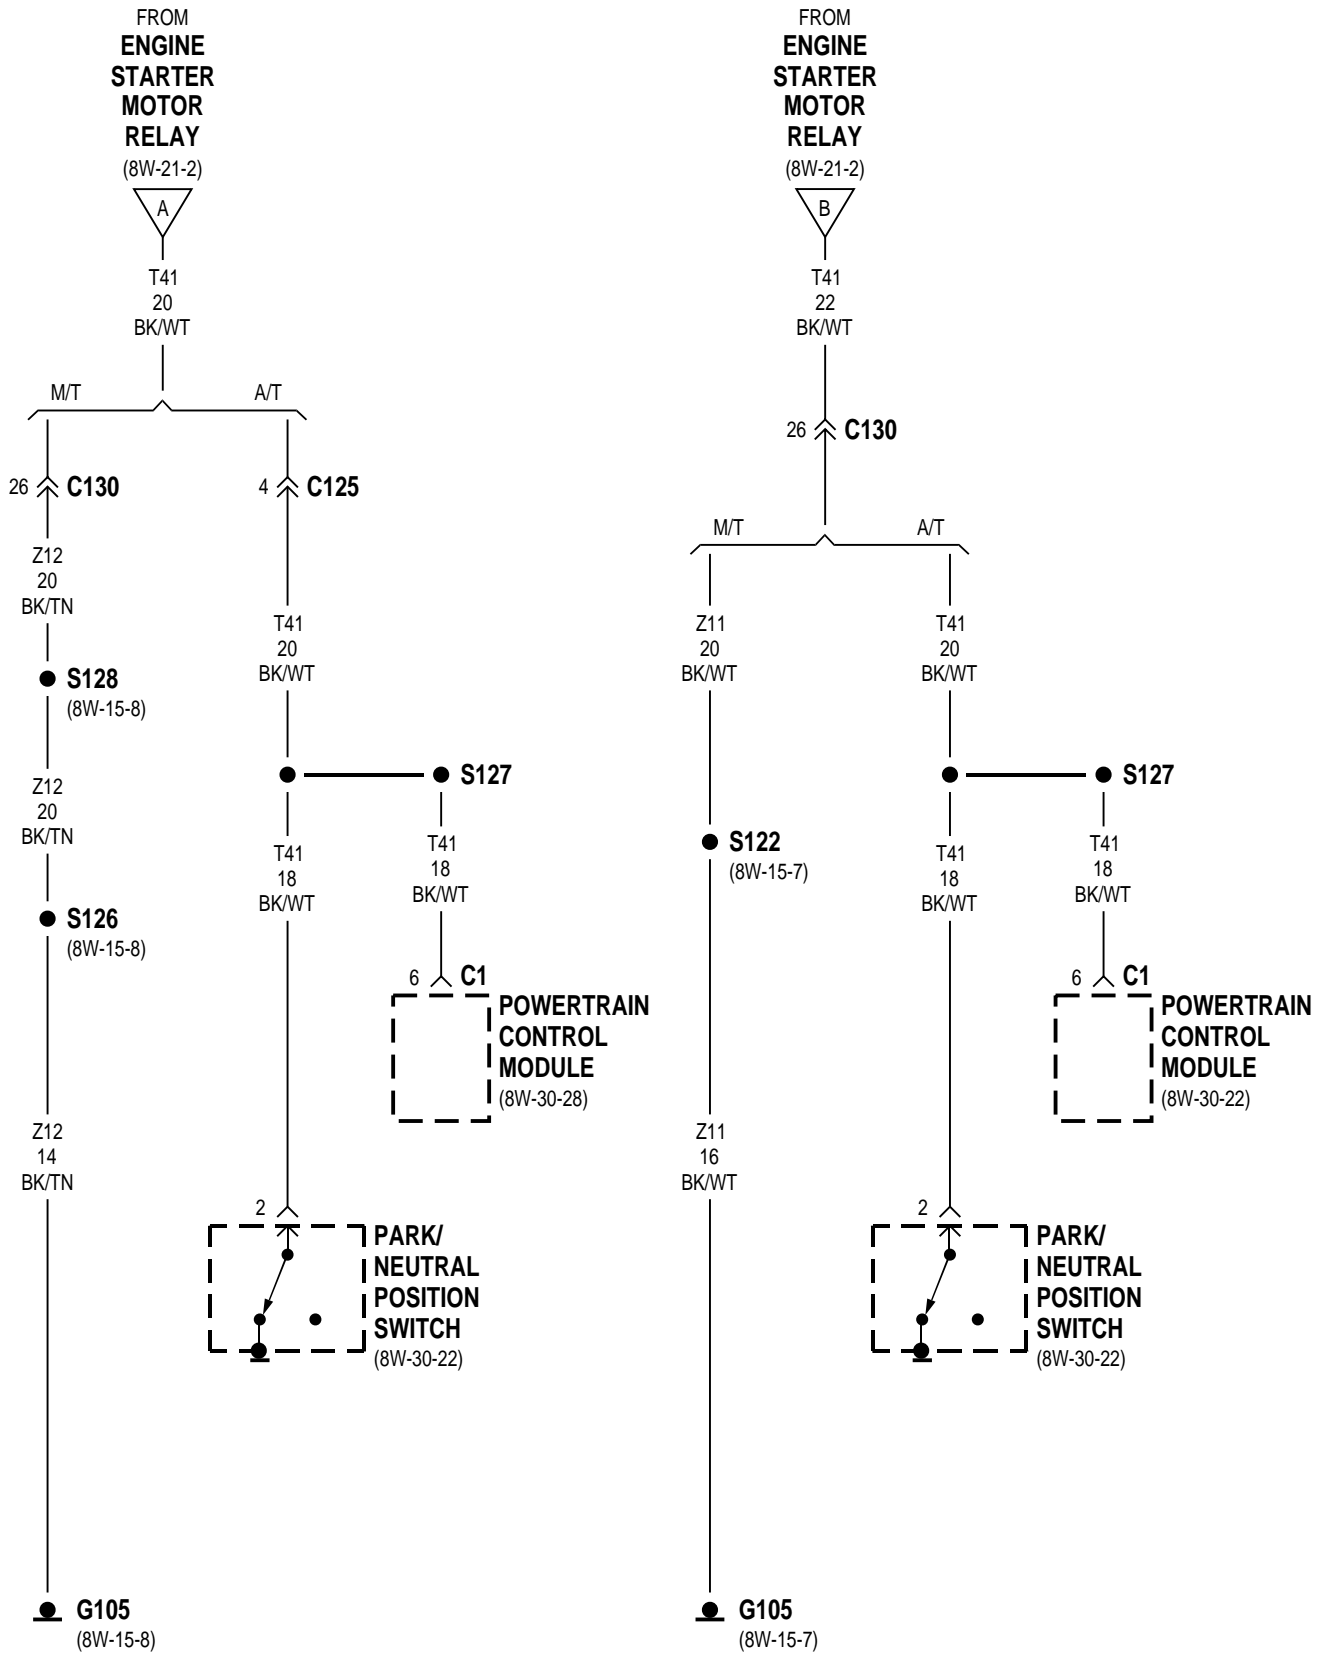 FROM
ENGINE
STARTER
MOTOR
RELAY
(8W-21-2)
A
T41
20
BK/WT
M/T
A/T
26
C130
4
C125
Z12
20
BK/TN
T41
20
BK/WT
S128
(8W-15-8)
S127
Z12
20
BK/TN
T41
18
BK/WT
T41
18
BK/WT
S126
(8W-15-8)
6
C1
POWERTRAIN
CONTROL
MODULE
(8W-30-28)
Z12
14
BK/TN
2
PARK/
NEUTRAL
POSITION
SWITCH
(8W-30-22)
G105
(8W-15-8)
FROM
ENGINE
STARTER
MOTOR
RELAY
(8W-21-2)
B
T41
22
BK/WT
26
C130
M/T
A/T
Z11
20
BK/WT
T41
20
BK/WT
S127
S122
(8W-15-7)
T41
18
BK/WT
T41
18
BK/WT
6
C1
POWERTRAIN
CONTROL
MODULE
(8W-30-22)
Z11
16
BK/WT
2
PARK/
NEUTRAL
POSITION
SWITCH
(8W-30-22)
G105
(8W-15-7)